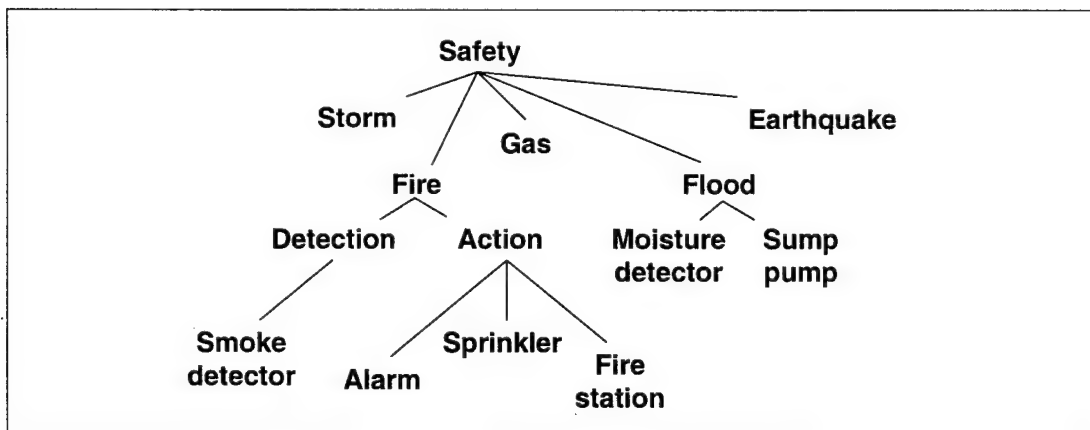 Safety
Storm
Gas
Earthquake
Fire
Flood
Detection
Action
Moisture
detector
Sump
pump
Smoke
detector
Alarm
Sprinkler
Fire
station